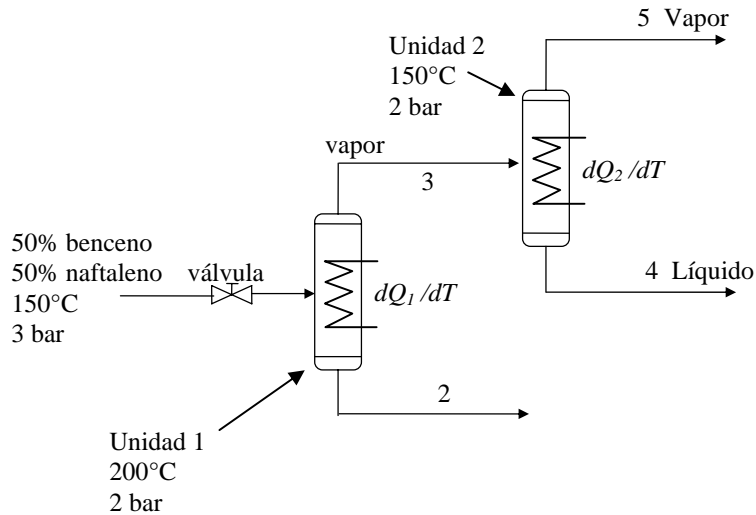 5 Vapor
Unidad 2
150°C
2 bar
vapor
3
dQ2 /dT
50% benceno
50% naftaleno
150°C
3 bar
válvula
dQ1 /dT
4 Líquido
2
Unidad 1
200°C
2 bar